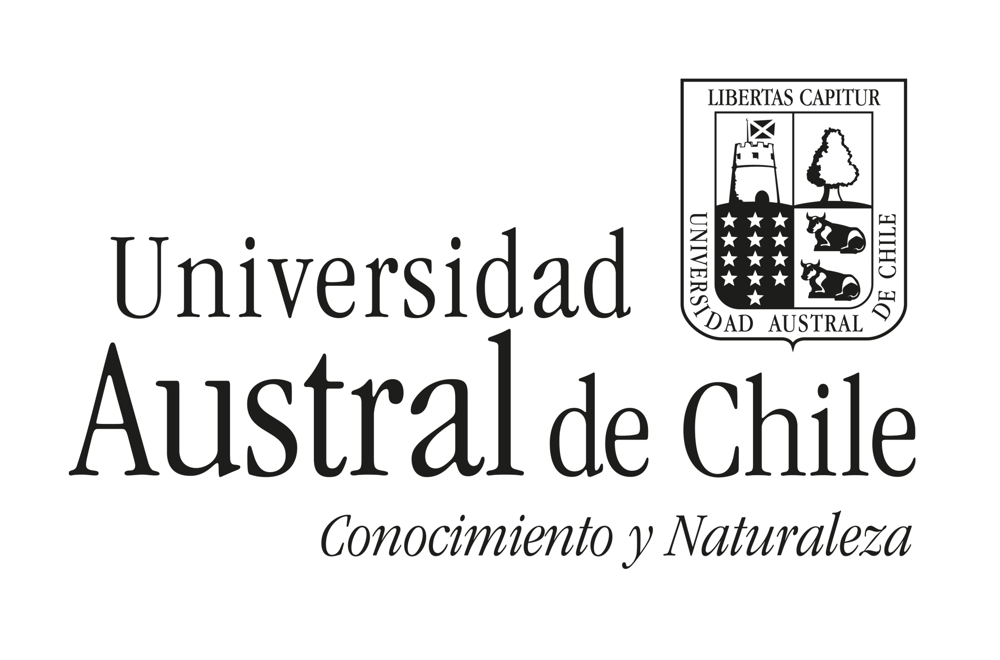 LIBERTAS CAPITUR
UNIVERSIDAD AUSTRAL DE CHILE
Universidad
Austral de Chile
Conocimiento y Naturaleza